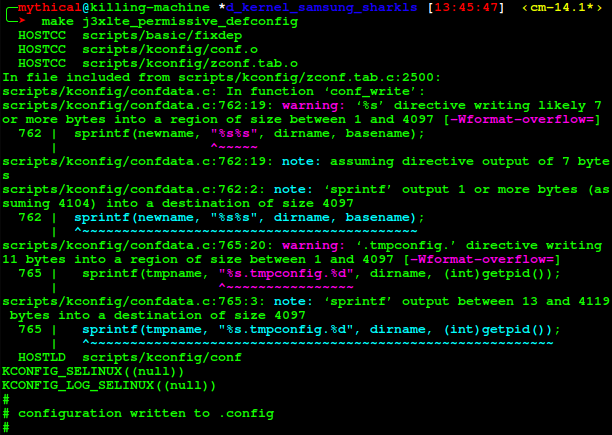 ╭─mythical@killing-machine *d_kernel_samsung_sharkls [13:45:47] ‹cm-14.1*›
╰─➤ make j3xlte_permissive_defconfig
  HOSTCC  scripts/basic/fixdep
  HOSTCC  scripts/kconfig/conf.o
  HOSTCC  scripts/kconfig/zconf.tab.o
In file included from scripts/kconfig/zconf.tab.c:2500:
scripts/kconfig/confdata.c: In function ‘conf_write’:
scripts/kconfig/confdata.c:762:19: warning: ‘%s’ directive writing likely 7
or more bytes into a region of size between 1 and 4097 [-Wformat-overflow=]
  762 |  sprintf(newname, "%s%s", dirname, basename);
      |                   ^~~~~
scripts/kconfig/confdata.c:762:19: note: assuming directive output of 7 byte
s
scripts/kconfig/confdata.c:762:2: note: ‘sprintf’ output 1 or more bytes (as
suming 4104) into a destination of size 4097
  762 |  sprintf(newname, "%s%s", dirname, basename);
      |  ^~~~~~~~~~~~~~~~~~~~~~~~~~~~~~~~~~~~~~~~~~~
scripts/kconfig/confdata.c:765:20: warning: ‘.tmpconfig.’ directive writing
11 bytes into a region of size between 1 and 4097 [-Wformat-overflow=]
  765 |   sprintf(tmpname, "%s.tmpconfig.%d", dirname, (int)getpid());
      |                    ^~~~~~~~~~~~~~~~~
scripts/kconfig/confdata.c:765:3: note: ‘sprintf’ output between 13 and 4119
 bytes into a destination of size 4097
  765 |   sprintf(tmpname, "%s.tmpconfig.%d", dirname, (int)getpid());
      |   ^~~~~~~~~~~~~~~~~~~~~~~~~~~~~~~~~~~~~~~~~~~~~~~~~~~~~~~~~~~
  HOSTLD  scripts/kconfig/conf
KCONFIG_SELINUX((null))
KCONFIG_LOG_SELINUX((null))
#
# configuration written to .config
#